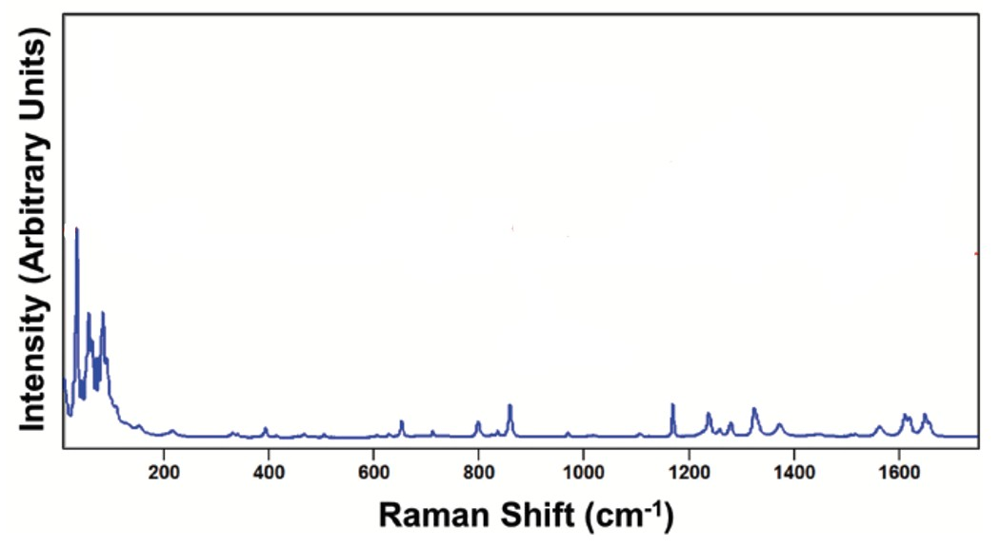 Intensity (Arbitrary Units)
200 400 600 800 1000 1200 1400 1600
Raman Shift (cm⁻¹)